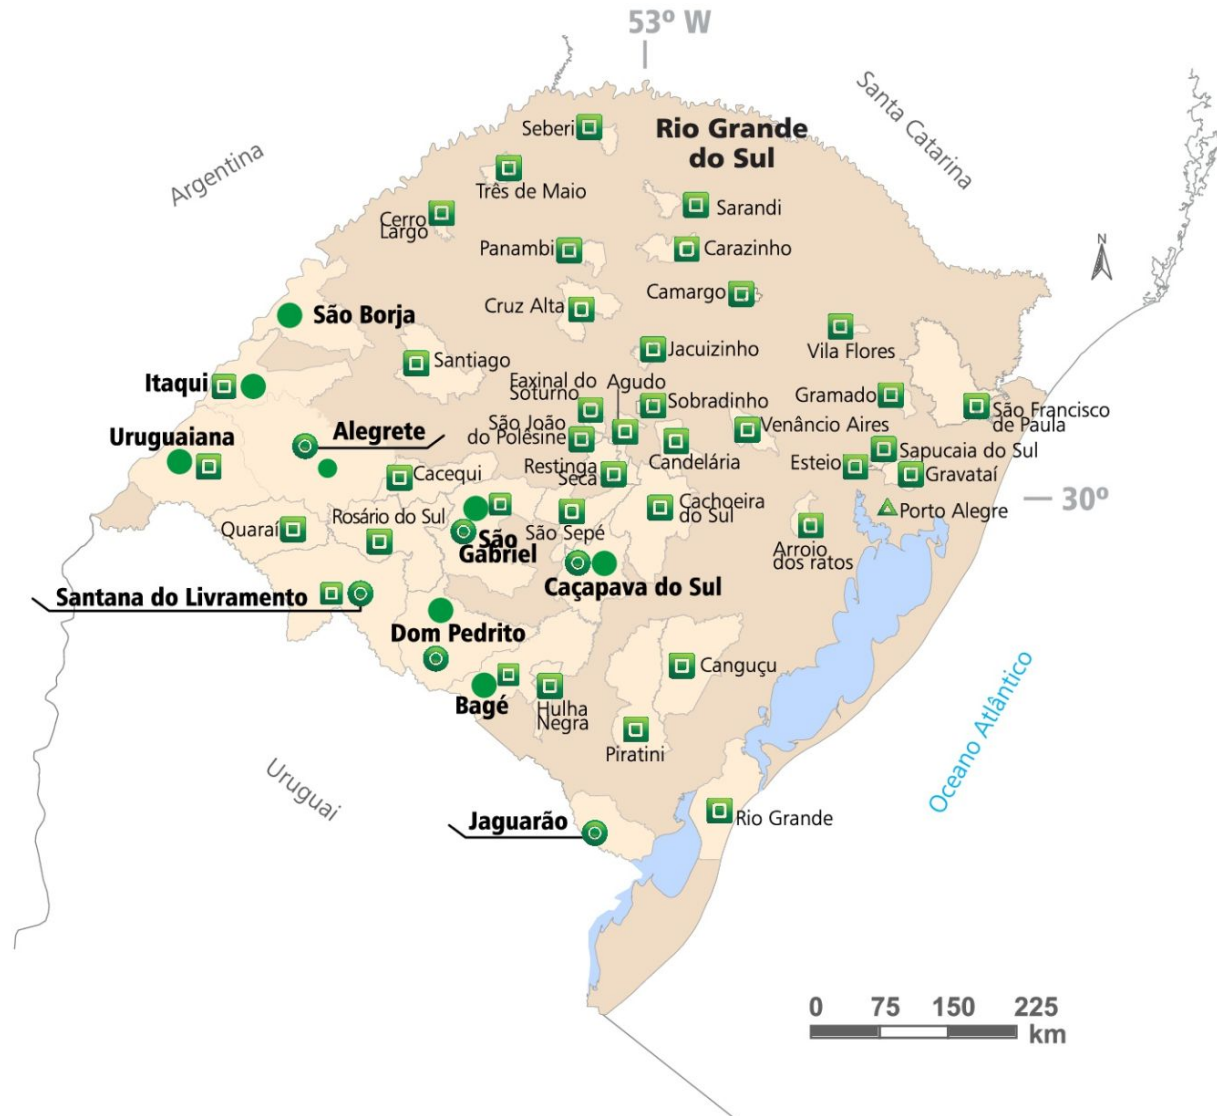 53º W
Santa Catarina
Argentina
Rio Grande
do Sul
Seberi
Três de Maio
Sarandi
Cerro
Largo
Panambi
Carazinho
N
Camargo
Cruz Alta
São Borja
Vila Flores
Jacuizinho
Santiago
Itaqui
Faxinal do
Soturno
Agudo
Gramado
Sobradinho
São Francisco
de Paula
São João
do Polêsine
Venâncio Aires
Alegrete
Uruguaiana
Sapucaia do Sul
Candelária
Restinga
Seca
Esteio
Gravataí
Cacequi
30º
Cachoeira
do Sul
Porto Alegre
Rosário do Sul
Quaraí
São Sepé
São
Gabriel
Arroio
dos ratos
Caçapava do Sul
Santana do Livramento
Dom Pedrito
Canguçu
Bagé
Hulha
Negra
Oceano Atlântico
Piratini
Uruguai
Jaguarão
Rio Grande
0 75 150 225
km